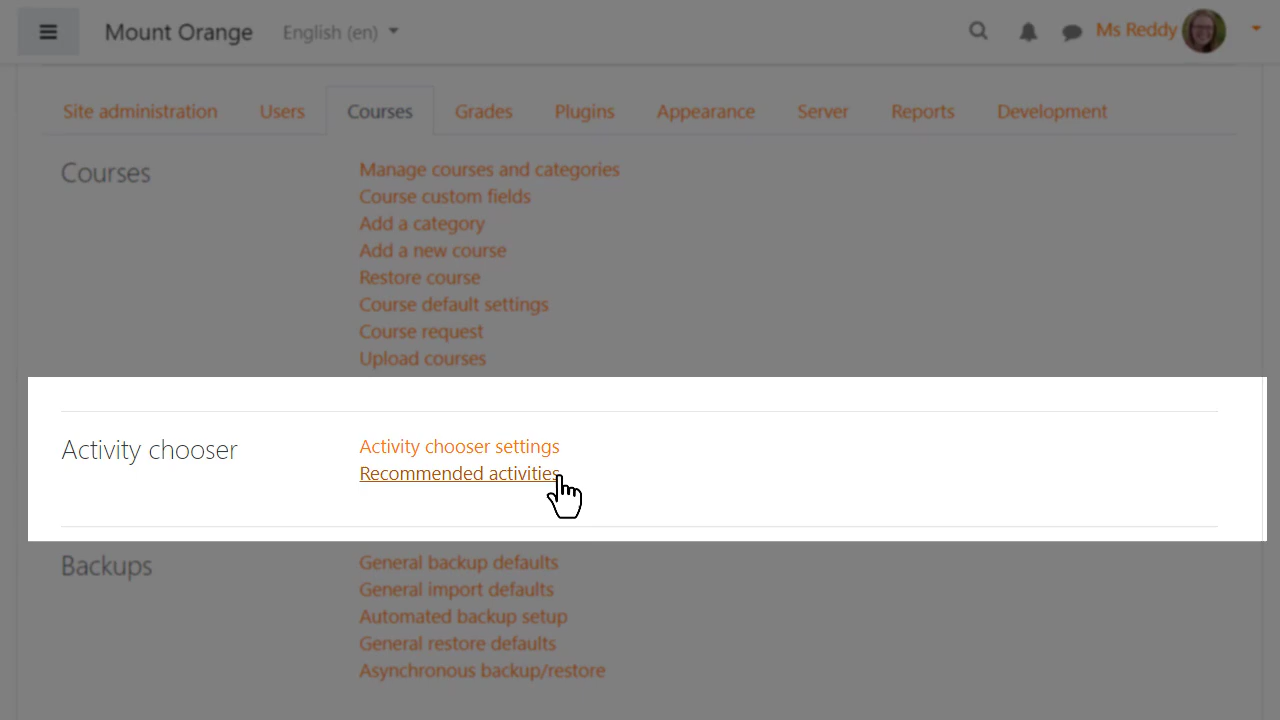 Mount Orange English (en) Ms Reddy
Site administration Users Courses Grades Plugins Appearance Server Reports Development
Courses
Manage courses and categories
Course custom fields
Add a category
Add a new course
Restore course
Course default settings
Course request
Upload courses
Activity chooser
Activity chooser settings
Recommended activities
Backups
General backup defaults
General import defaults
Automated backup setup
General restore defaults
Asynchronous backup/restore